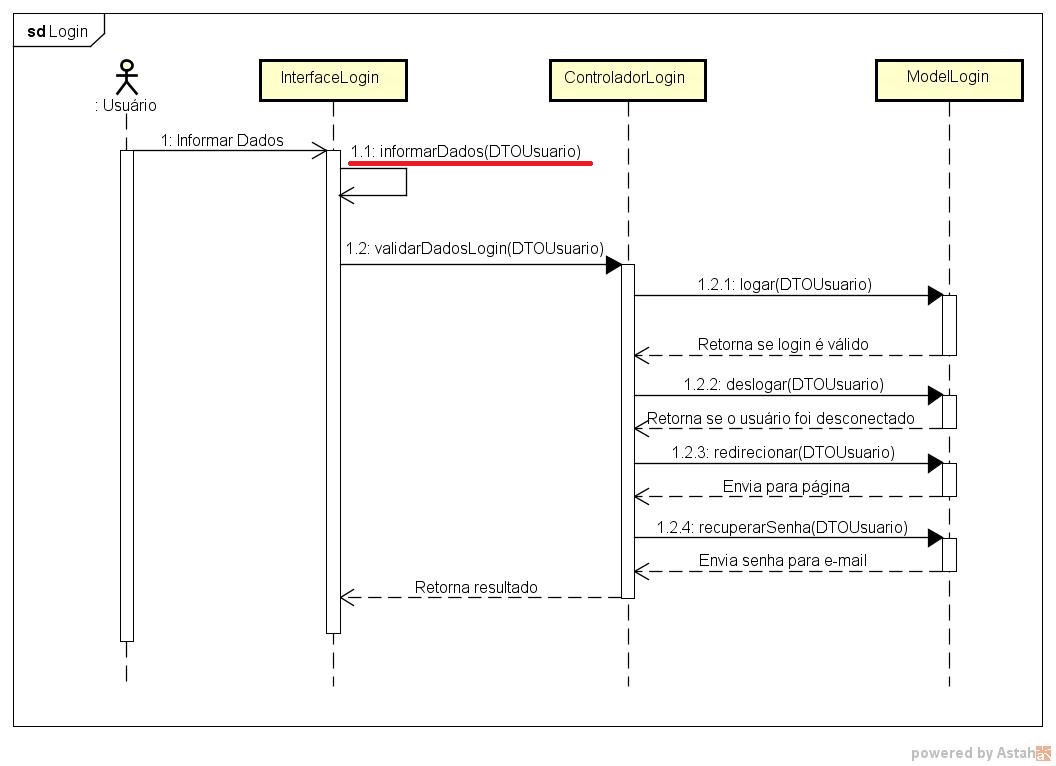 sd Login
: Usuário
InterfaceLogin
ControladorLogin
ModelLogin
1: Informar Dados
1.1: informarDados(DTOUsuario)
1.2: validarDadosLogin(DTOUsuario)
1.2.1: logar(DTOUsuario)
Retorna se login é válido
1.2.2: deslogar(DTOUsuario)
Retorna se o usuário foi desconectado
1.2.3: redirecionar(DTOUsuario)
Envia para página
1.2.4: recuperarSenha(DTOUsuario)
Envia senha para e-mail
Retorna resultado
powered by Astah